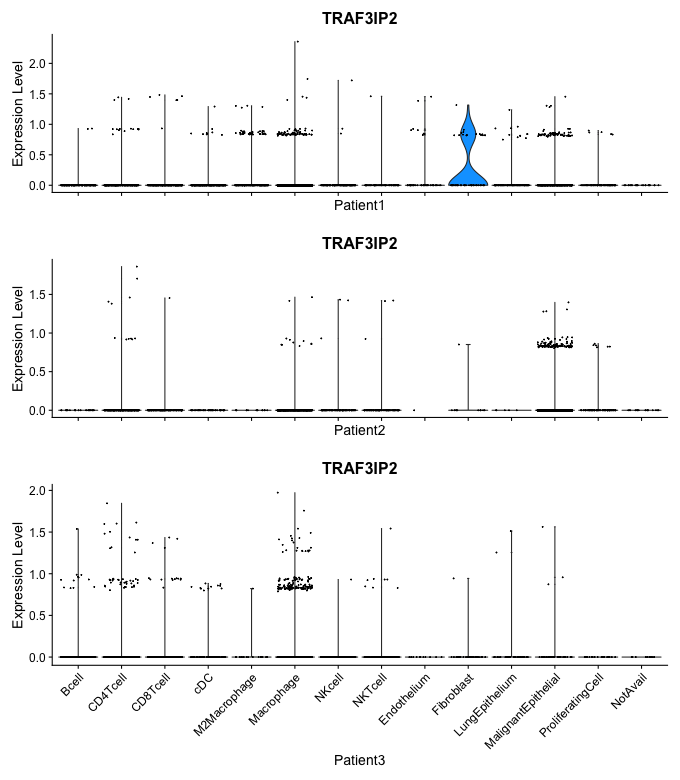 TRAF3IP2
Expression Level
2.0
1.5
1.0
0.5
0.0
Patient1
TRAF3IP2
Expression Level
1.5
1.0
0.5
0.0
Patient2
TRAF3IP2
Expression Level
2.0
1.5
1.0
0.5
0.0
Bcell
CD4Tcell
CD8Tcell
cDC
M2Macrophage
Macrophage
NKcell
NKTcell
Endothelium
Fibroblast
LungEpithelium
MalignantEpithelial
ProliferatingCell
NotAvail
Patient3